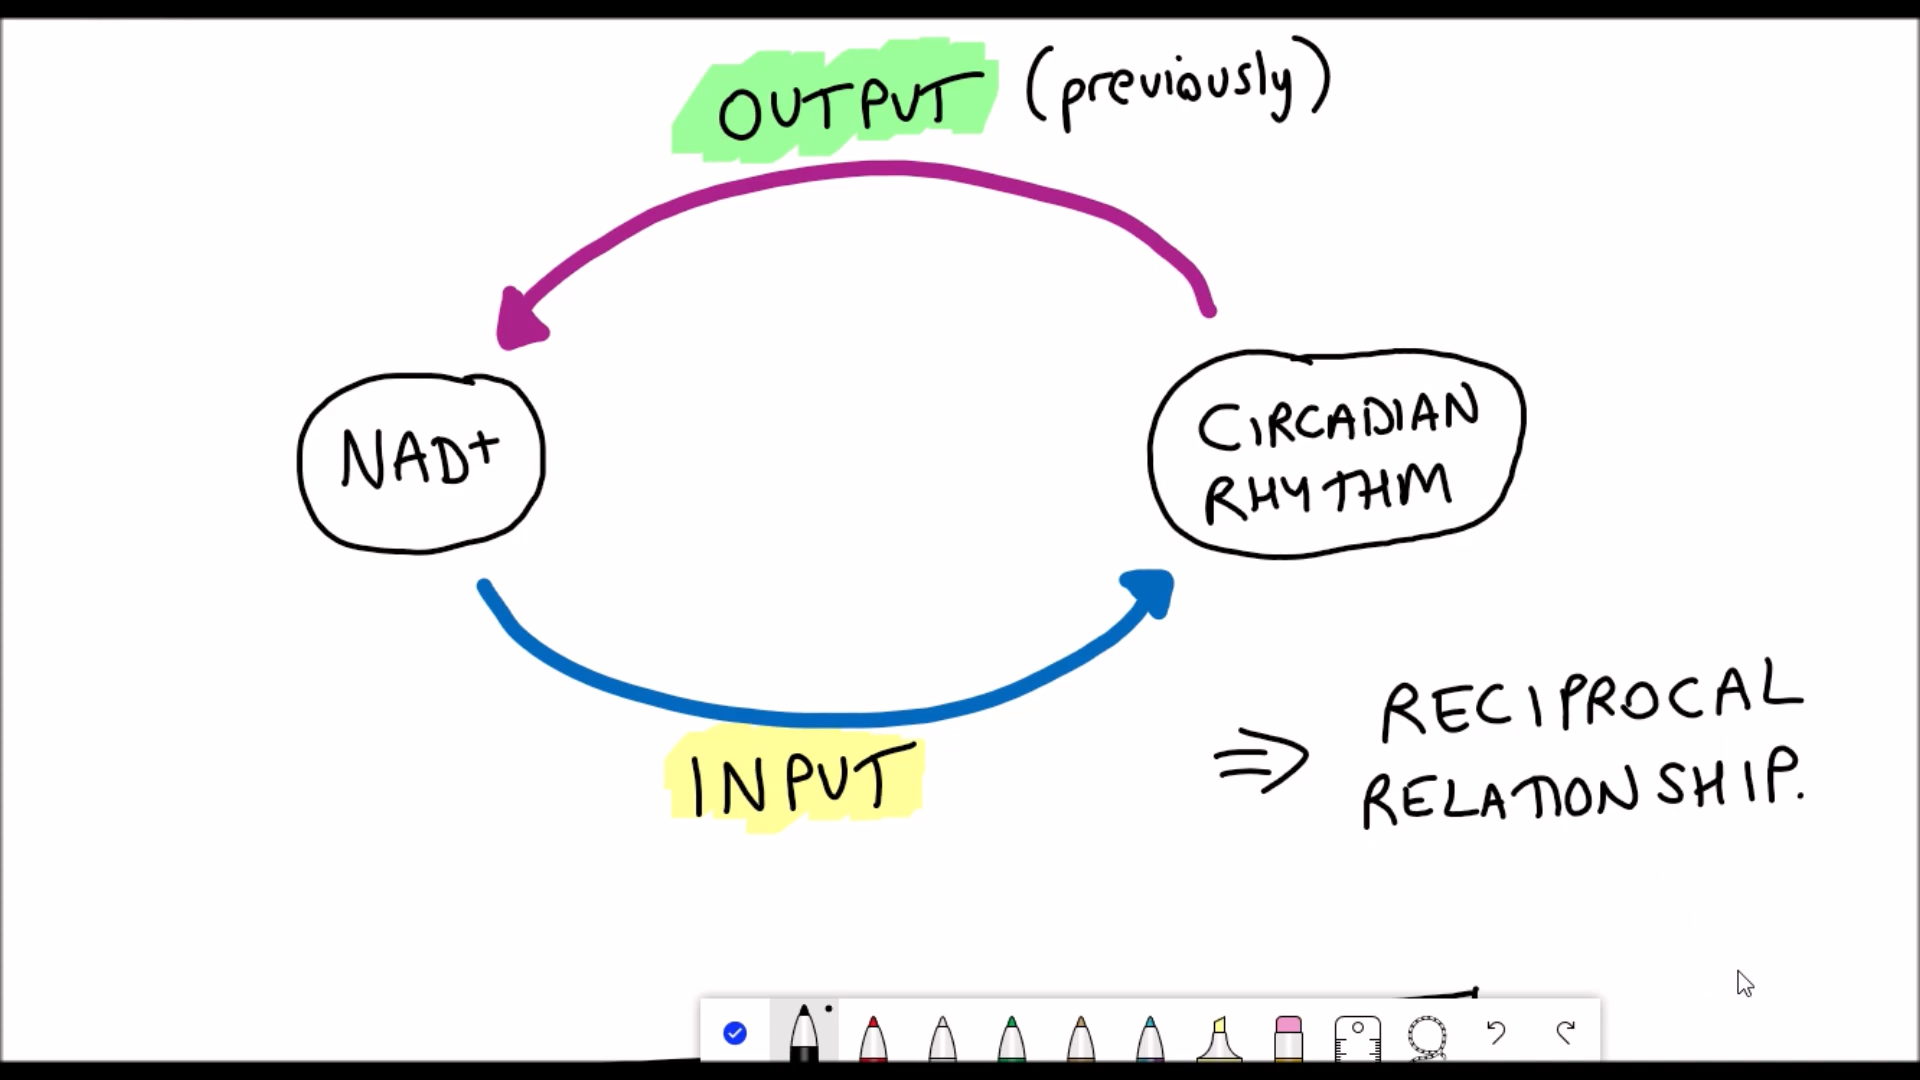 OUTPUT (previously)
NAD+
CIRCADIAN
RHYTHM
INPUT
⇒ RECIPROCAL
RELATIONSHIP.